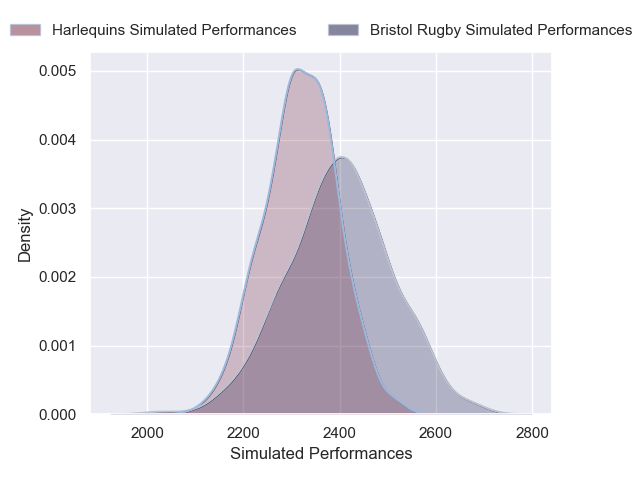 Harlequins Simulated Performances Bristol Rugby Simulated Performances
0.005
0.004
0.003
0.002
0.001
0.000
Density
2000 2200 2400 2600 2800
Simulated Performances